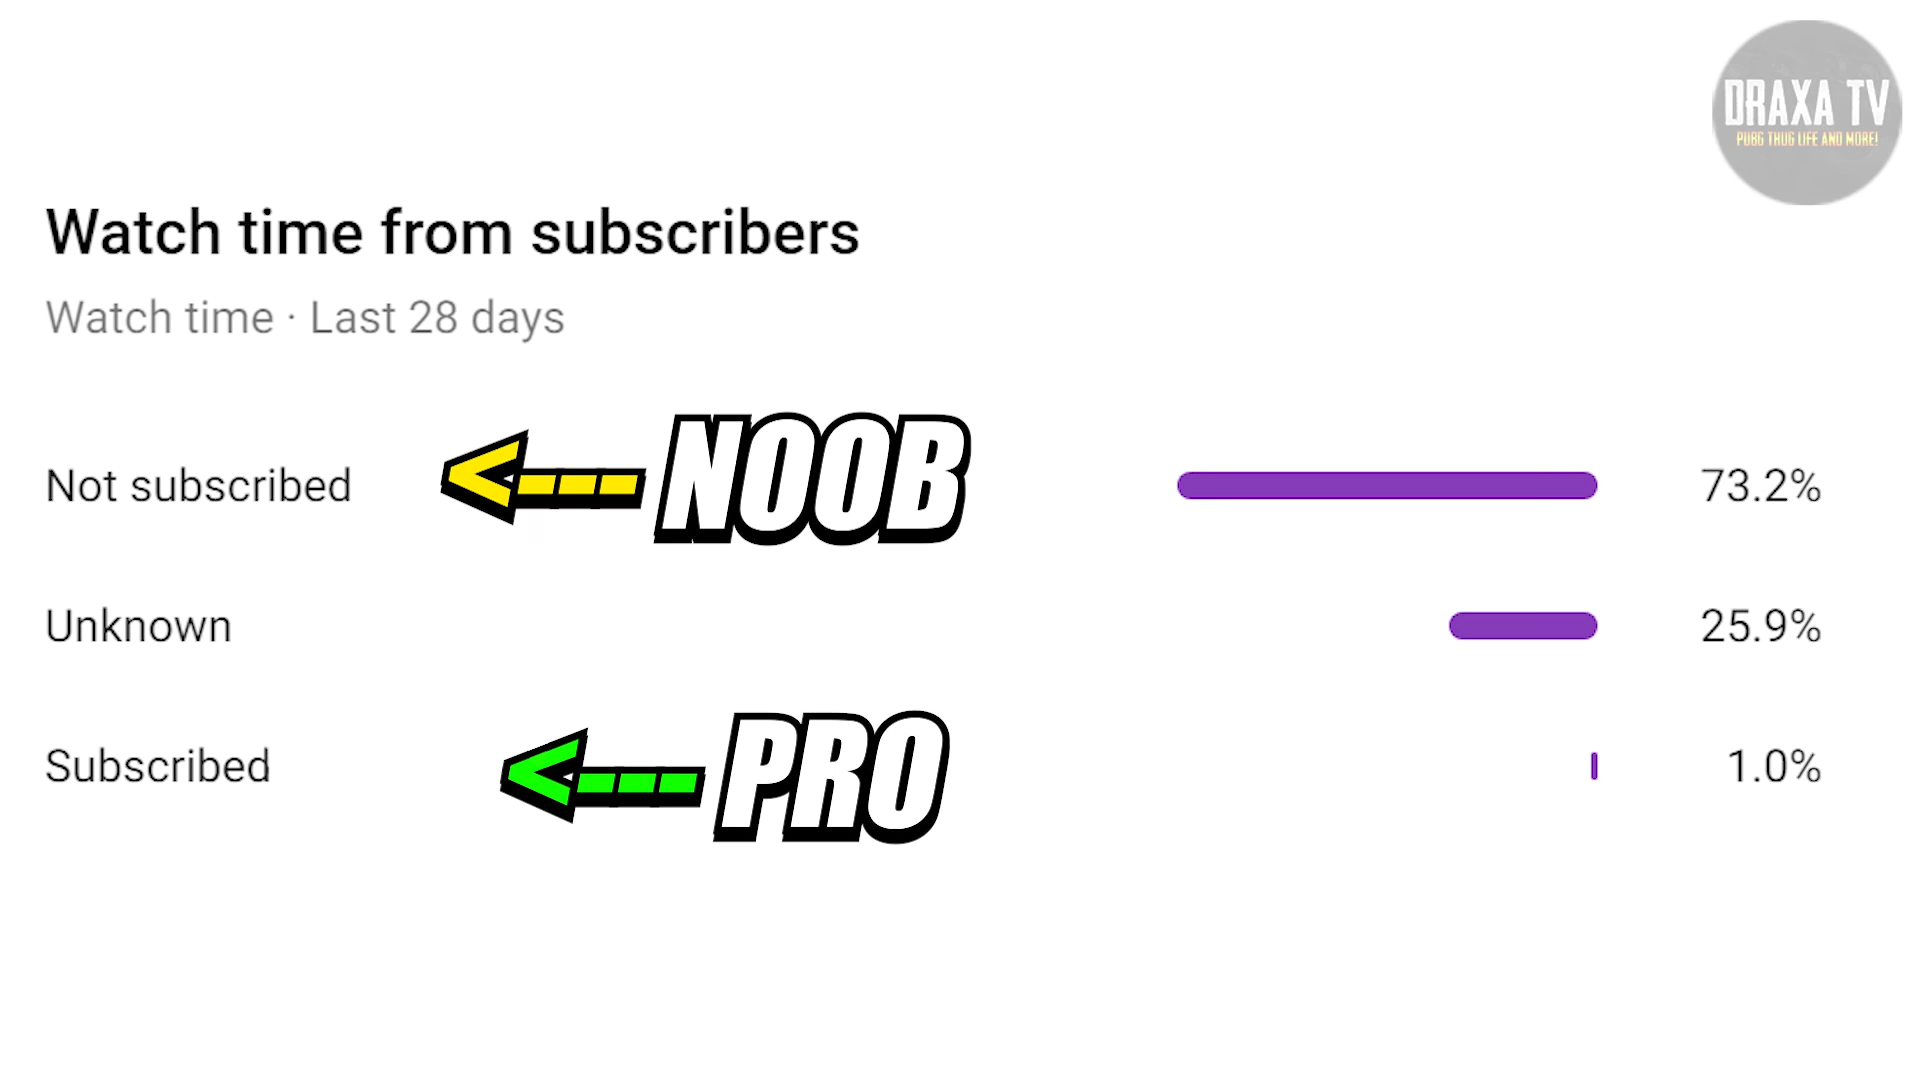 DRAXA TV
PUBG THUG LIFE AND MORE!
Watch time from subscribers
Watch time · Last 28 days
Not subscribed NOOB 73.2%
Unknown 25.9%
Subscribed PRO 1.0%